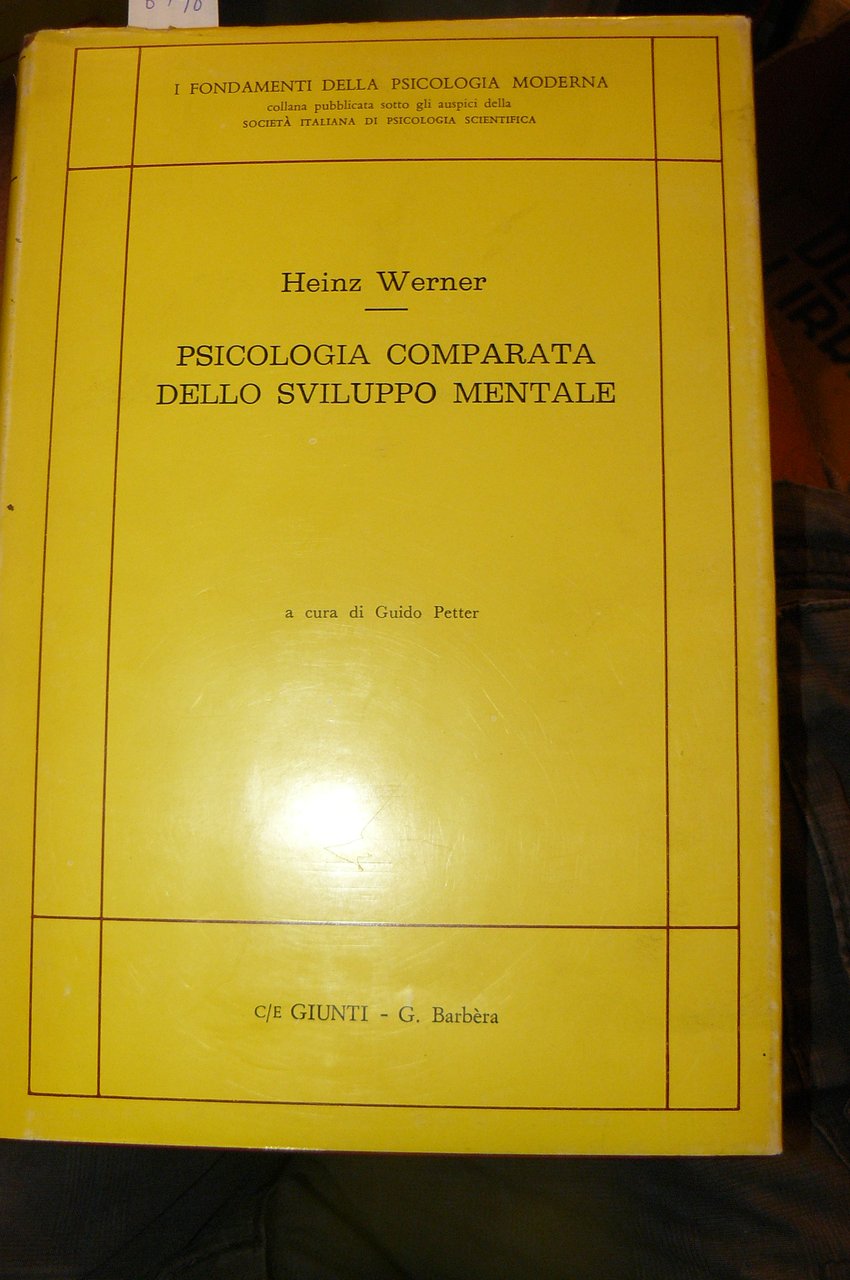 I FONDAMENTI DELLA PSICOLOGIA MODERNA
collana pubblicata sotto gli auspici della
SOCIETÀ ITALIANA DI PSICOLOGIA SCIENTIFICA
Heinz Werner
PSICOLOGIA COMPARATA
DELLO SVILUPPO MENTALE
a cura di Guido Petter
C/E GIUNTI - G. Barbèra